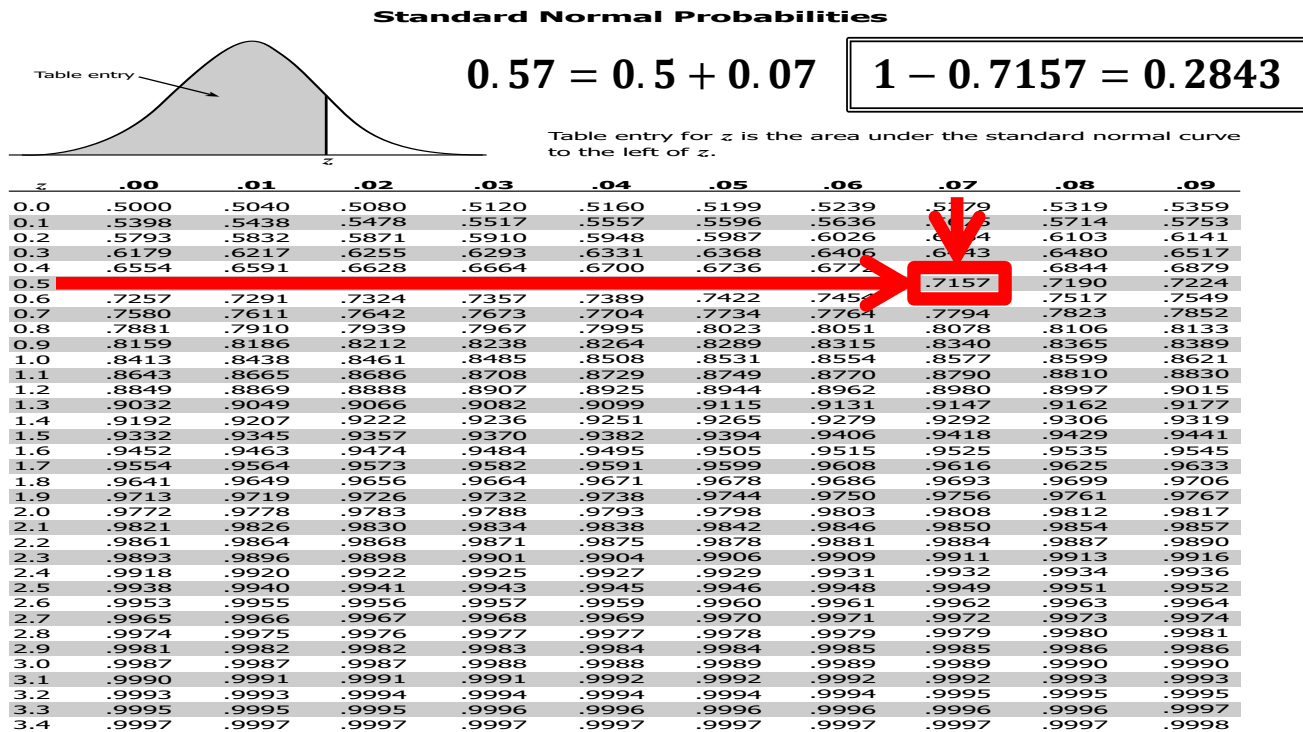 Standard Normal Probabilities
Table entry
0.57 = 0.5 + 0.07
1 − 0.7157 = 0.2843
Table entry for z is the area under the standard normal curve
to the left of z.
z
z .00 .01 .02 .03 .04 .05 .06 .07 .08 .09
0.0 .5000 .5040 .5080 .5120 .5160 .5199 .5239 .5319 .5359
0.1 .5398 .5438 .5478 .5517 .5557 .5596 .5636 .5714 .5753
0.2 .5793 .5832 .5871 .5910 .5948 .5987 .6026 .6103 .6141
0.3 .6179 .6217 .6255 .6293 .6331 .6368 .6406 .6480 .6517
0.4 .6554 .6591 .6628 .6664 .6700 .6736 .6844 .6879
0.5 .7157 .7190 .7224
0.6 .7257 .7291 .7324 .7357 .7389 .7422 .7454 .7517 .7549
0.7 .7580 .7611 .7642 .7673 .7704 .7734 .7764 .7794 .7823 .7852
0.8 .7881 .7910 .7939 .7967 .7995 .8023 .8051 .8078 .8106 .8133
0.9 .8159 .8186 .8212 .8238 .8264 .8289 .8315 .8340 .8365 .8389
1.0 .8413 .8438 .8461 .8485 .8508 .8531 .8554 .8577 .8599 .8621
1.1 .8643 .8665 .8686 .8708 .8729 .8749 .8770 .8790 .8810 .8830
1.2 .8849 .8869 .8888 .8907 .8925 .8944 .8962 .8980 .8997 .9015
1.3 .9032 .9049 .9066 .9082 .9099 .9115 .9131 .9147 .9162 .9177
1.4 .9192 .9207 .9222 .9236 .9251 .9265 .9279 .9292 .9306 .9319
1.5 .9332 .9345 .9357 .9370 .9382 .9394 .9406 .9418 .9429 .9441
1.6 .9452 .9463 .9474 .9484 .9495 .9505 .9515 .9525 .9535 .9545
1.7 .9554 .9564 .9573 .9582 .9591 .9599 .9608 .9616 .9625 .9633
1.8 .9641 .9649 .9656 .9664 .9671 .9678 .9686 .9693 .9699 .9706
1.9 .9713 .9719 .9726 .9732 .9738 .9744 .9750 .9756 .9761 .9767
2.0 .9772 .9778 .9783 .9788 .9793 .9798 .9803 .9808 .9812 .9817
2.1 .9821 .9826 .9830 .9834 .9838 .9842 .9846 .9850 .9854 .9857
2.2 .9861 .9864 .9868 .9871 .9875 .9878 .9881 .9884 .9887 .9890
2.3 .9893 .9896 .9898 .9901 .9904 .9906 .9909 .9911 .9913 .9916
2.4 .9918 .9920 .9922 .9925 .9927 .9929 .9931 .9932 .9934 .9936
2.5 .9938 .9940 .9941 .9943 .9945 .9946 .9948 .9949 .9951 .9952
2.6 .9953 .9955 .9956 .9957 .9959 .9960 .9961 .9962 .9963 .9964
2.7 .9965 .9966 .9967 .9968 .9969 .9970 .9971 .9972 .9973 .9974
2.8 .9974 .9975 .9976 .9977 .9977 .9978 .9979 .9979 .9980 .9981
2.9 .9981 .9982 .9982 .9983 .9984 .9984 .9985 .9985 .9986 .9986
3.0 .9987 .9987 .9987 .9988 .9988 .9989 .9989 .9989 .9990 .9990
3.1 .9990 .9991 .9991 .9991 .9992 .9992 .9992 .9992 .9993 .9993
3.2 .9993 .9993 .9994 .9994 .9994 .9994 .9994 .9995 .9995 .9995
3.3 .9995 .9995 .9995 .9996 .9996 .9996 .9996 .9996 .9996 .9997
3.4 .9997 .9997 .9997 .9997 .9997 .9997 .9997 .9997 .9997 .9998